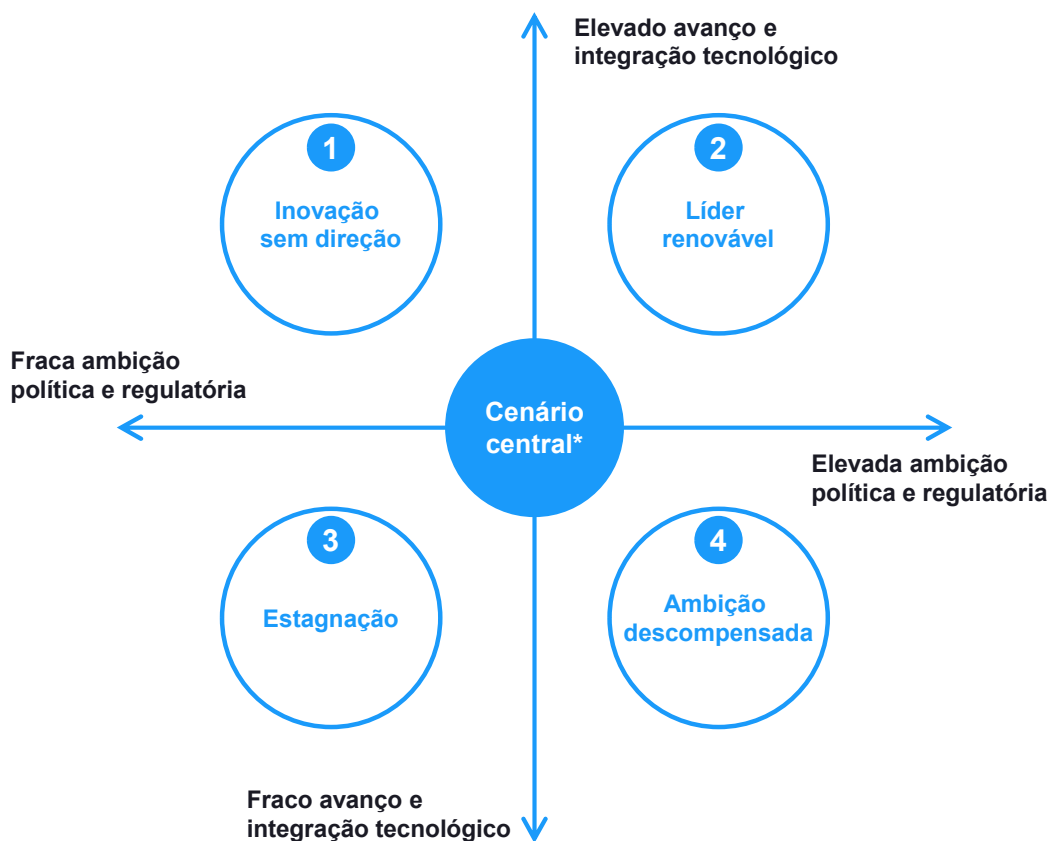 Elevado avanço e
integração tecnológico
1
Inovação
sem direção
2
Líder
renovável
Fraca ambição
política e regulatória
Cenário
central*
Elevada ambição
política e regulatória
3
Estagnação
4
Ambição
descompensada
Fraco avanço e
integração tecnológico